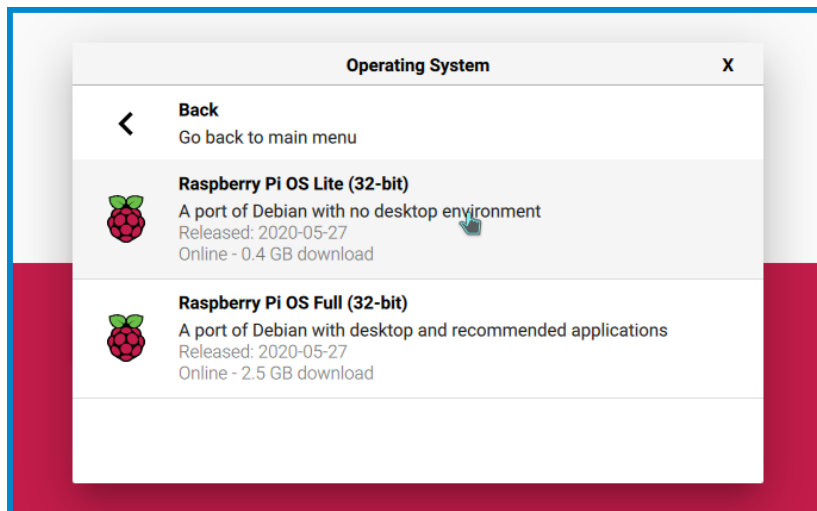 Operating System X
Back
Go back to main menu
Raspberry Pi OS Lite (32-bit)
A port of Debian with no desktop environment
Released: 2020-05-27
Online - 0.4 GB download
Raspberry Pi OS Full (32-bit)
A port of Debian with desktop and recommended applications
Released: 2020-05-27
Online - 2.5 GB download